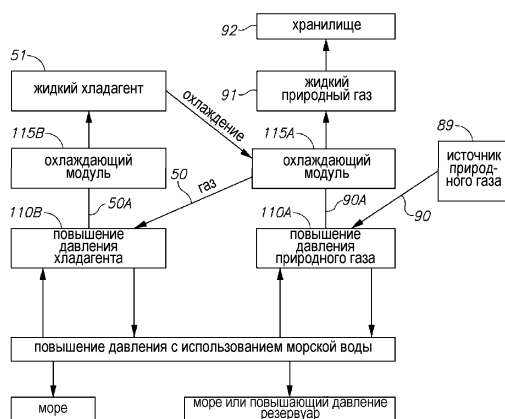 92
хранилище
51
жидкий хладагент
охлаждение
91
жидкий
природный газ
115B
охлаждающий
модуль
50
газ
115A
охлаждающий
модуль
89
источник
природ-
ного газа
110B
50A
повышение
давления
хладагента
110A
90A
90
повышение
давления
природного газа
повышение давления с использованием морской воды
море
море или повышающий давление
резервуар